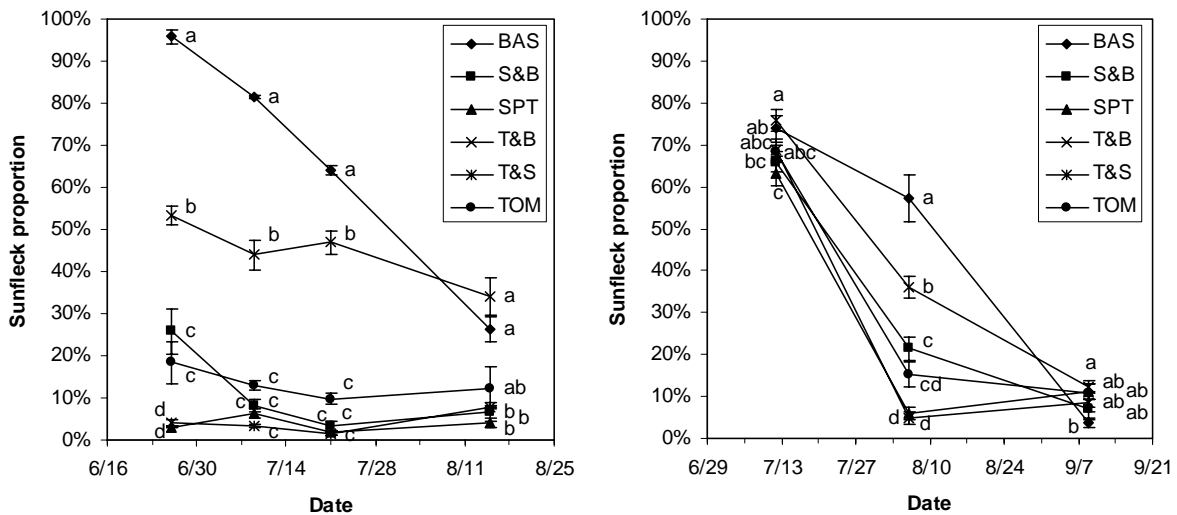 100%
90%
80%
70%
60%
50%
40%
30%
20%
10%
0%
Sunfleck proportion
6/16 6/30 7/14 7/28 8/11 8/25
Date
BAS
S&B
SPT
T&B
T&S
TOM
a
a
a
b
b
b
a
a
c
c
c
c
c
ab
c
c
c
b
b
b
d
d
c
100%
90%
80%
70%
60%
50%
40%
30%
20%
10%
0%
Sunfleck proportion
6/29 7/13 7/27 8/10 8/24 9/7 9/21
Date
BAS
S&B
SPT
T&B
T&S
TOM
a
ab
abc
abc
bc
c
a
b
c
cd
d
d
a
ab
ab
ab
ab
b